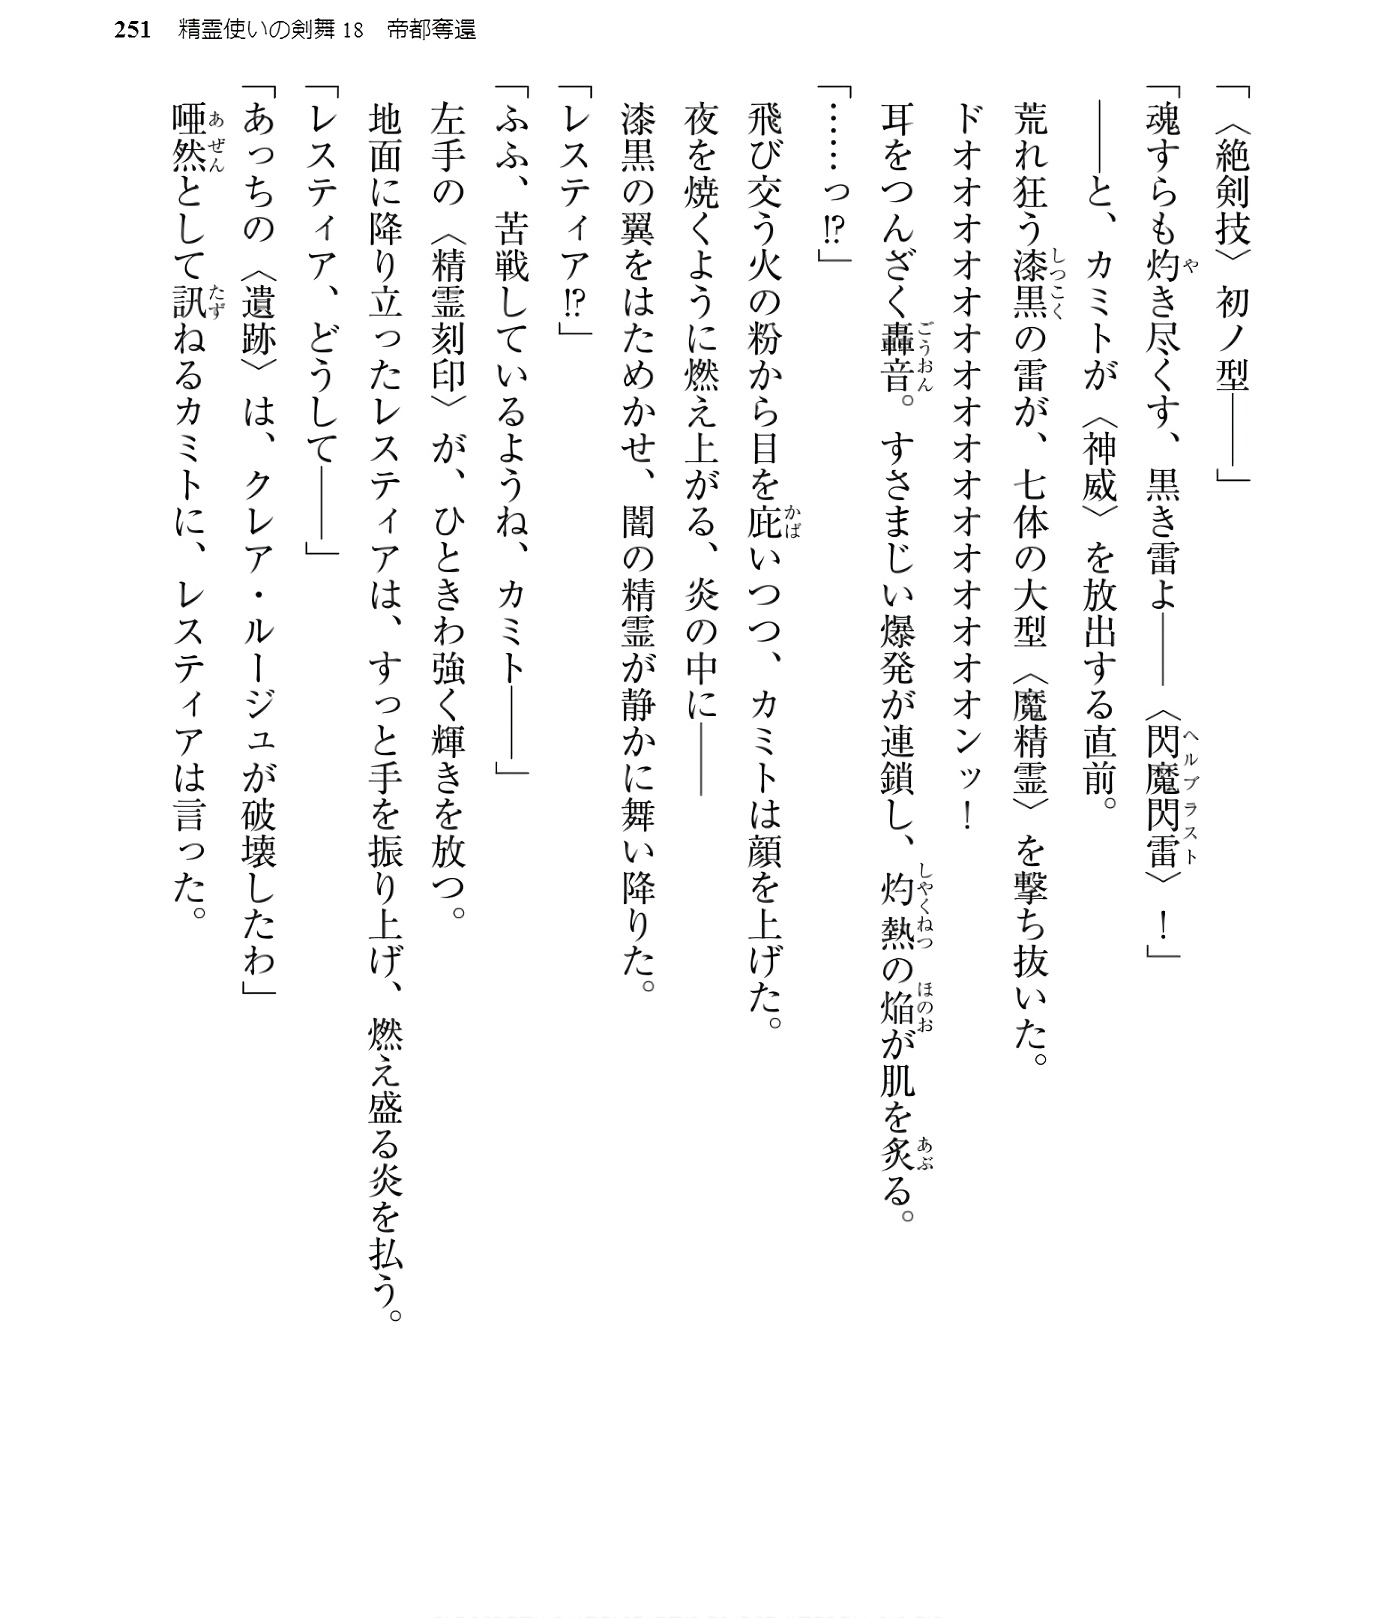 251 精霊使いの剣舞18 帝都奪還
「〈絶剣技〉初ノ型――」
「魂すらも灼き尽くす、黒き雷よ――〈閃魔閃雷〉！」
――と、カミトが〈神威〉を放出する直前。
荒れ狂う漆黒の雷が、七体の大型〈魔精霊〉を撃ち抜いた。
ドオオオオオオオオオオオオオオオオオンッ！
耳をつんざく轟音。すさまじい爆発が連鎖し、灼熱の焔が肌を炙る。
「……っ!?」
飛び交う火の粉から目を庇いつつ、カミトは顔を上げた。
夜を焼くように燃え上がる、炎の中に――
漆黒の翼をはためかせ、闇の精霊が静かに舞い降りた。
「レスティア!?」
「ふふ、苦戦しているようね、カミト――」
左手の〈精霊刻印〉が、ひときわ強く輝きを放つ。
地面に降り立ったレスティアは、すっと手を振り上げ、燃え盛る炎を払う。
「レスティア、どうして――」
「あっちの〈遺跡〉は、クレア・ルージュが破壊したわ」
唖然として訊ねるカミトに、レスティアは言った。